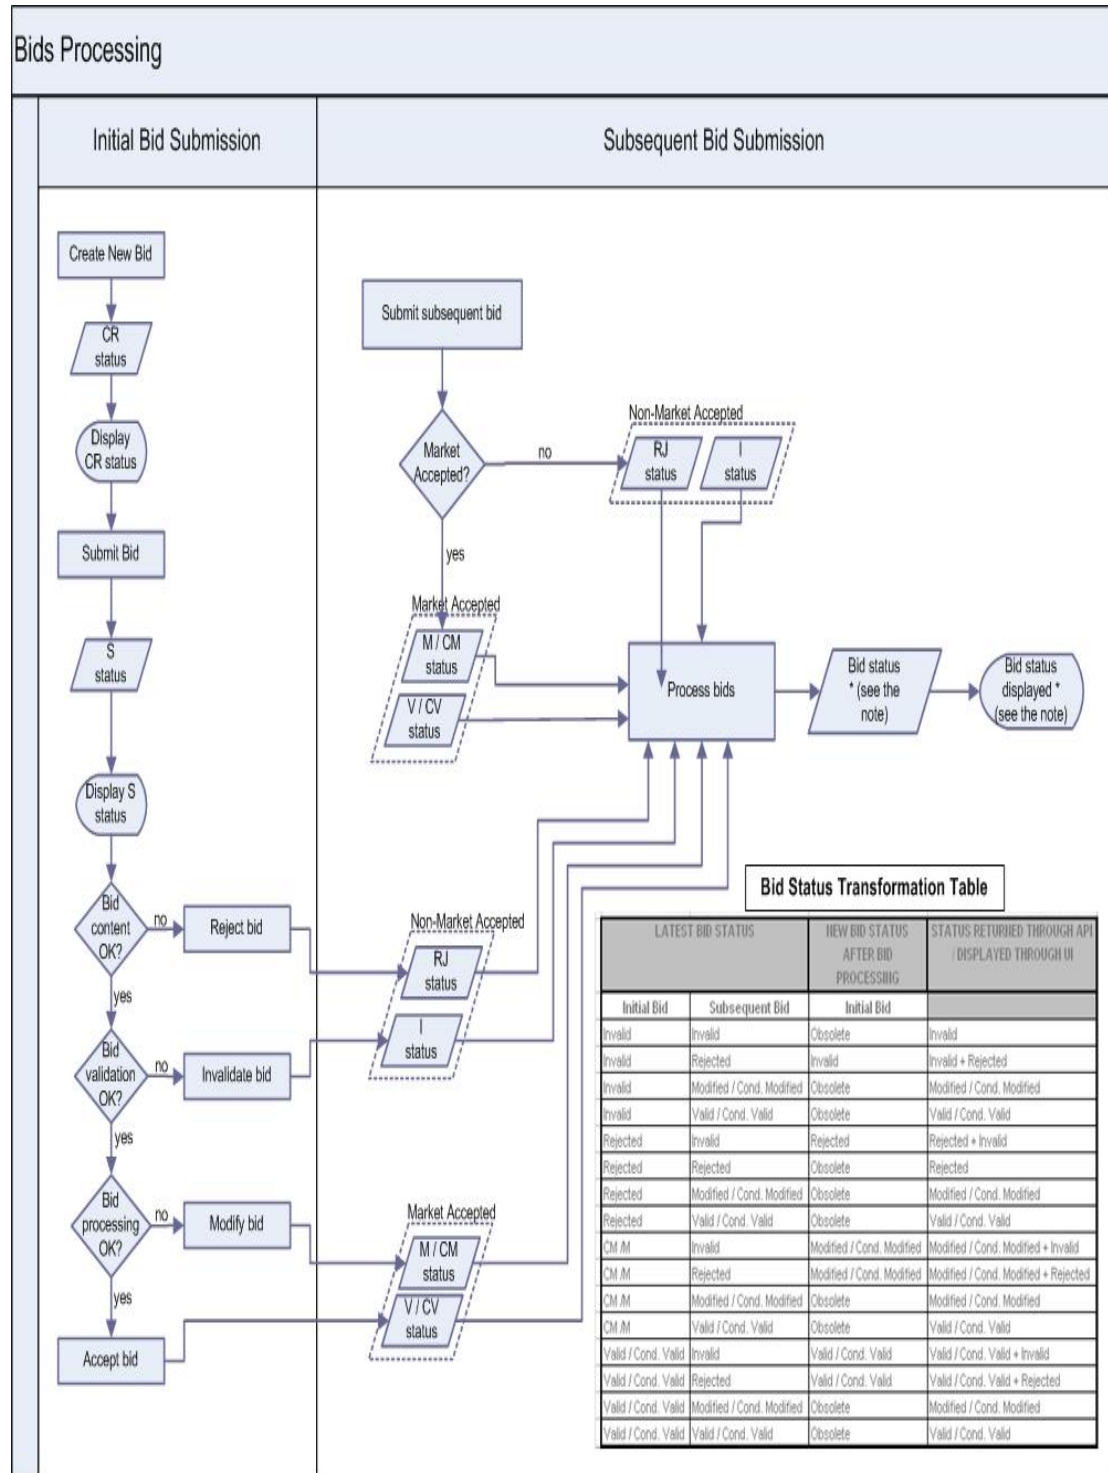 Bids Processing
Initial Bid Submission
Subsequent Bid Submission
Create New Bid
CR
status
Display
CR status
Submit Bid
S
status
Display S
status
Bid
content
OK?
no
Reject bid
yes
Bid
validation
OK?
no
Invalidate bid
yes
Bid
processing
OK?
no
Modify bid
yes
Accept bid
Submit subsequent bid
Market
Accepted?
no
Non-Market Accepted
RJ
status
I
status
yes
Market Accepted
M / CM
status
V / CV
status
Process bids
Bid status
* (see the
note)
Bid status
displayed *
(see the note)
Non-Market Accepted
RJ
status
I
status
Market Accepted
M / CM
status
V / CV
status
Bid Status Transformation Table
LATEST BID STATUS
NEW BID STATUS
AFTER BID
PROCESSING
STATUS RETURNED THROUGH API
/ DISPLAYED THROUGH UI
Initial Bid Subsequent Bid Initial Bid
Invalid Invalid Obsolete Invalid
Invalid Rejected Invalid Invalid + Rejected
Invalid Modified / Cond. Modified Obsolete Modified / Cond. Modified
Invalid Valid / Cond. Valid Obsolete Valid / Cond. Valid
Rejected Invalid Rejected Rejected + Invalid
Rejected Rejected Obsolete Rejected
Rejected Modified / Cond. Modified Obsolete Modified / Cond. Modified
Rejected Valid / Cond. Valid Obsolete Valid / Cond. Valid
CM /M Invalid Modified / Cond. Modified Modified / Cond. Modified + Invalid
CM /M Rejected Modified / Cond. Modified Modified / Cond. Modified + Rejected
CM /M Modified / Cond. Modified Obsolete Modified / Cond. Modified
CM /M Valid / Cond. Valid Obsolete Valid / Cond. Valid
Valid / Cond. Valid Invalid Valid / Cond. Valid Valid / Cond. Valid + Invalid
Valid / Cond. Valid Rejected Valid / Cond. Valid Valid / Cond. Valid + Rejected
Valid / Cond. Valid Modified / Cond. Modified Obsolete Modified / Cond. Modified
Valid / Cond. Valid Valid / Cond. Valid Obsolete Valid / Cond. Valid